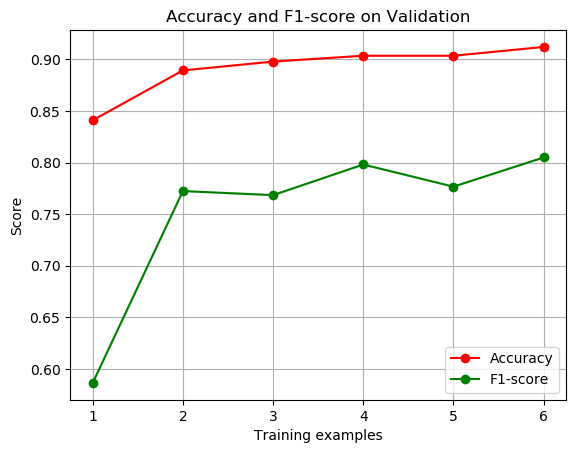 Accuracy and F1-score on Validation
0.90
0.85
0.80
0.75
0.70
0.65
0.60
Score
Accuracy
F1-score
1 2 3 4 5 6
Training examples